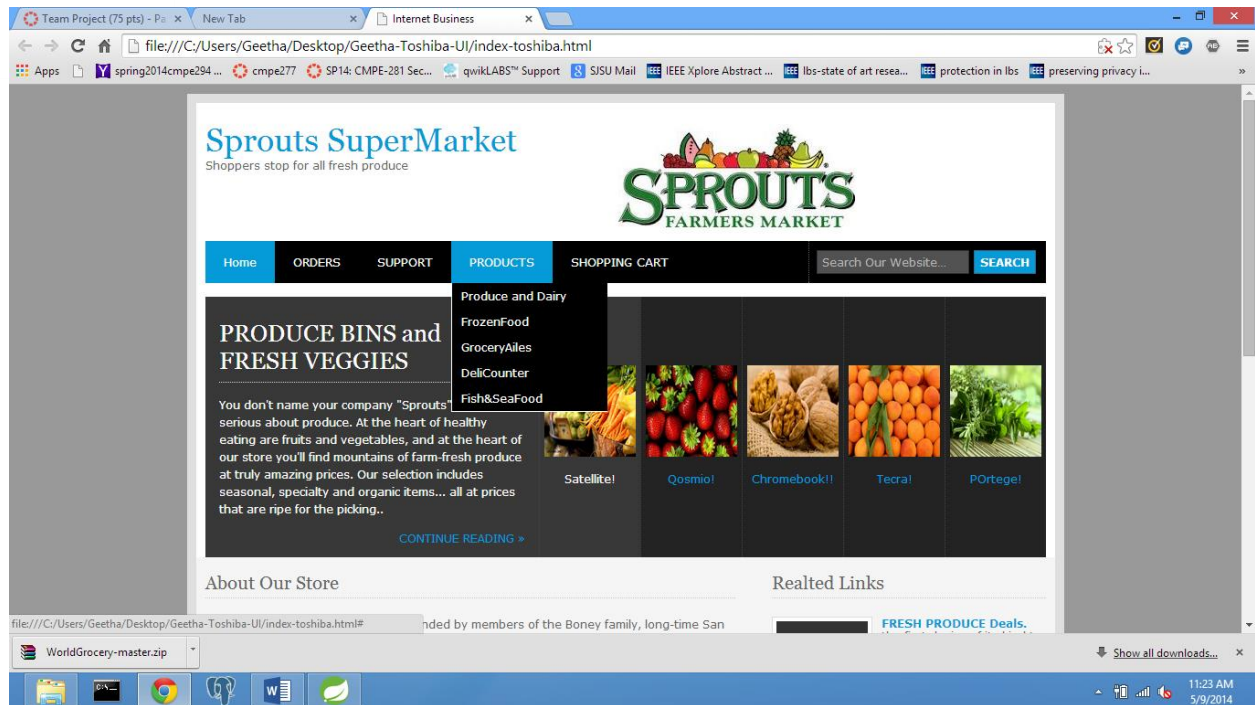 Team Project (75 pts) - Pa
New Tab
Internet Business
file:///C:/Users/Geetha/Desktop/Geetha-Toshiba-UI/index-toshiba.html
Apps
spring2014cmpe294 ...
cmpe277
SP14: CMPE-281 Sec...
qwikLABS™ Support
SJSU Mail
IEEE Xplore Abstract ...
lbs-state of art resea...
protection in lbs
preserving privacy i...
»
Sprouts SuperMarket
Shoppers stop for all fresh produce
SPROUTS
FARMERS MARKET
Home ORDERS SUPPORT PRODUCTS SHOPPING CART Search Our Website... SEARCH
Produce and Dairy
FrozenFood
GroceryAiles
DeliCounter
Fish&SeaFood
PRODUCE BINS and
FRESH VEGGIES
You don't name your company "Sprouts"
serious about produce. At the heart of healthy
eating are fruits and vegetables, and at the heart of
our store you'll find mountains of farm-fresh produce
at truly amazing prices. Our selection includes
seasonal, specialty and organic items... all at prices
that are ripe for the picking..
CONTINUE READING »
Satellite! Qosmio! Chromebook!! Tecra! POrtege!
About Our Store
Realted Links
nded by members of the Boney family, long-time San
FRESH PRODUCE Deals.
file:///C:/Users/Geetha/Desktop/Geetha-Toshiba-UI/index-toshiba.html#
WorldGrocery-master.zip
Show all downloads...
11:23 AM
5/9/2014